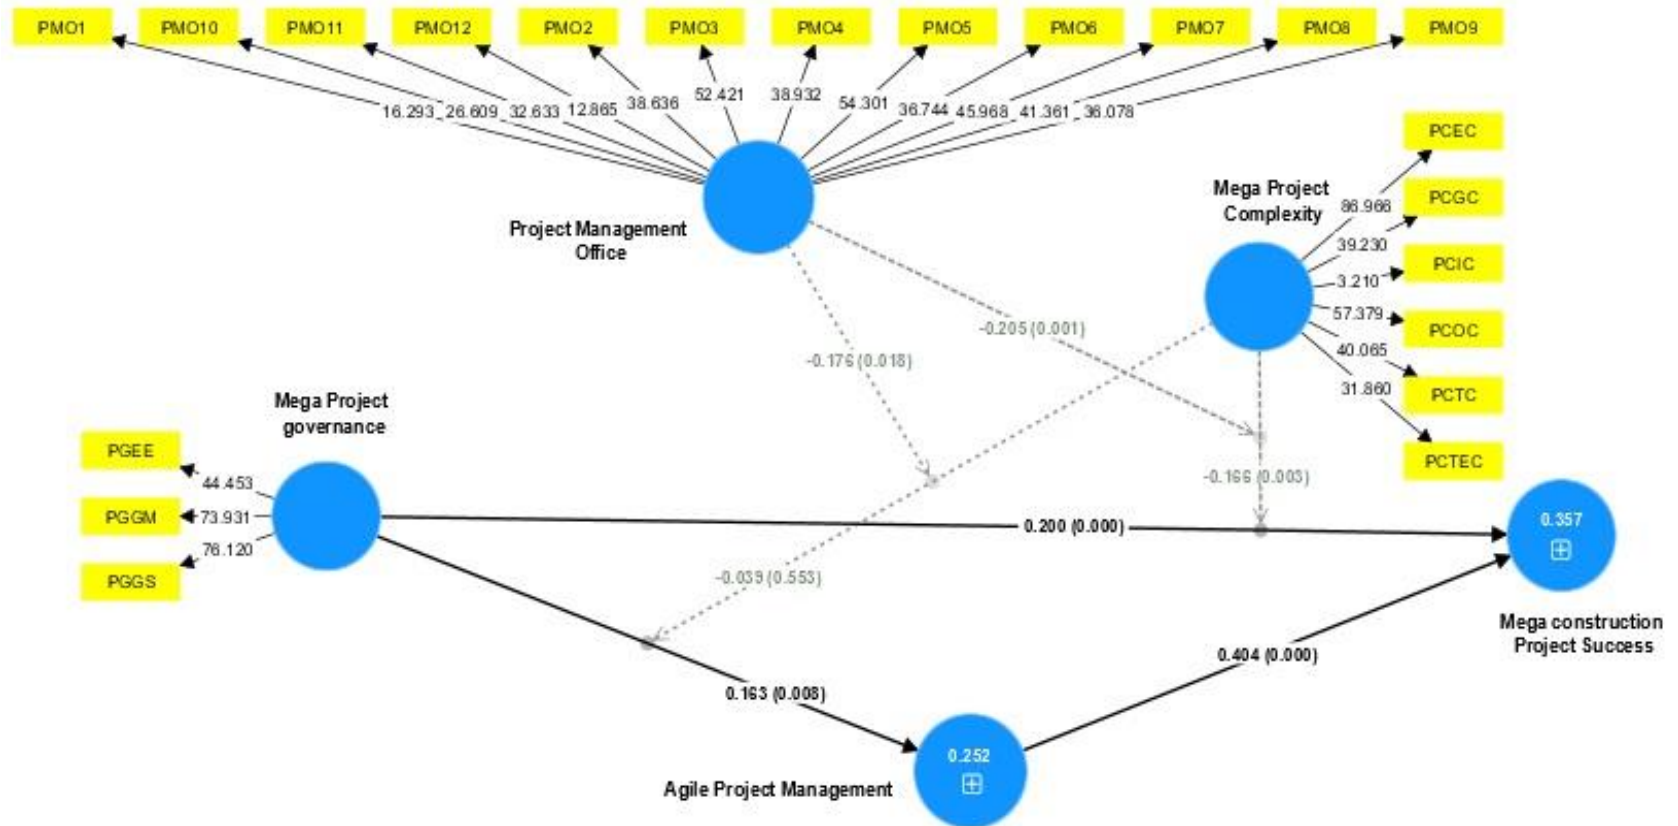 PMO1 PMO10 PMO11 PMO12 PMO2 PMO3 PMO4 PMO5 PMO6 PMO7 PMO8 PMO9
16.293 26.609 32.633 12.865 38.636 52.421 38.932 54.301 36.744 45.968 41.361 36.078
Project Management
Office
Mega Project
Complexity
PCEC
86.966
PCGC
39.230
PCIC
3.210
57.379
PCOC
40.065
PCTC
31.860
PCTEC
-0.205 (0.001)
-0.176 (0.018)
-0.166 (0.003)
Mega Project
governance
PGEE
44.453
PGGM
73.931
76.120
PGGS
0.200 (0.000)
-0.039 (0.553)
0.357
Mega construction
Project Success
0.404 (0.000)
0.163 (0.008)
0.252
Agile Project Management